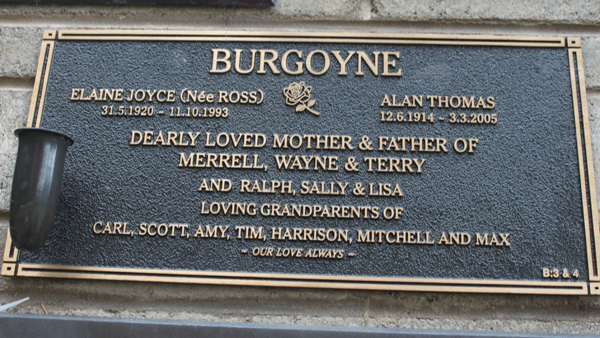 BURGOYNE
ELAINE JOYCE (Née ROSS)
31.5.1920 – 11.10.1993
ALAN THOMAS
12.6.1914 – 3.3.2005
DEARLY LOVED MOTHER & FATHER OF
MERRELL, WAYNE & TERRY
AND RALPH, SALLY & LISA
LOVING GRANDPARENTS OF
CARL, SCOTT, AMY, TIM, HARRISON, MITCHELL AND MAX
– OUR LOVE ALWAYS –
B:3 & 4